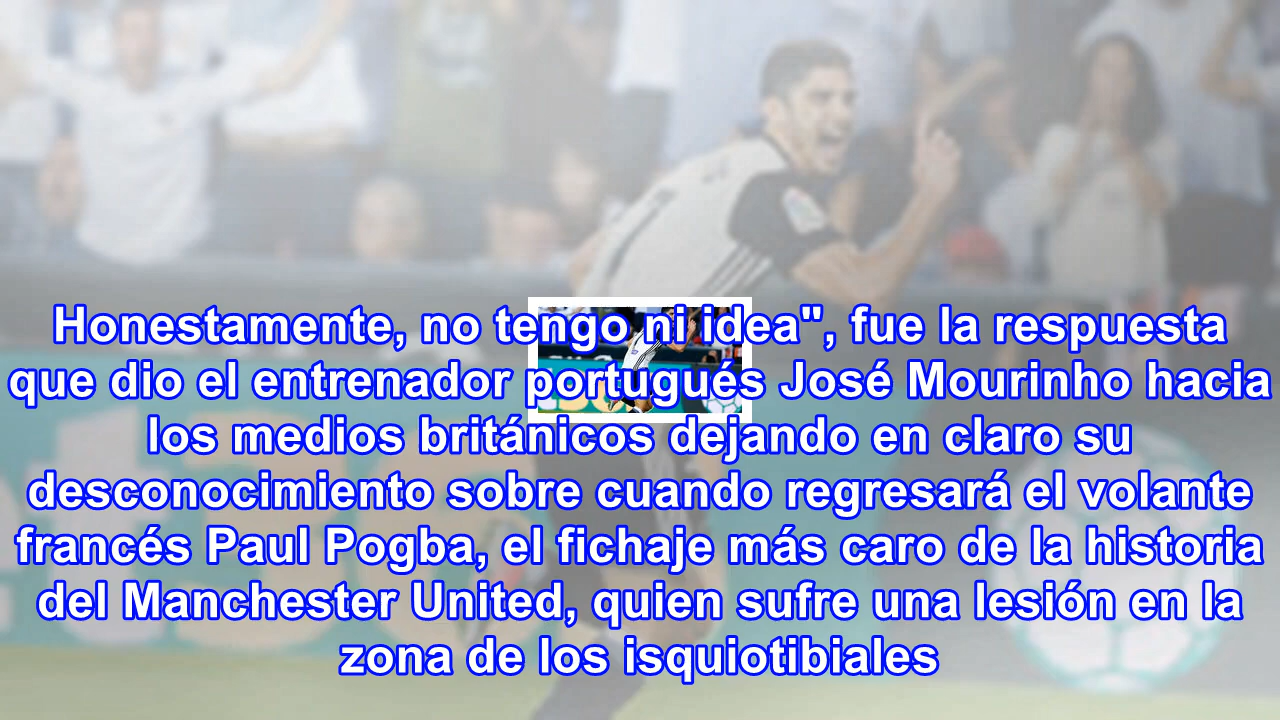 Honestamente, no tengo ni idea", fue la respuesta
que dio el entrenador portugués José Mourinho hacia
los medios británicos dejando en claro su
desconocimiento sobre cuando regresará el volante
francés Paul Pogba, el fichaje más caro de la historia
del Manchester United, quien sufre una lesión en la
zona de los isquiotibiales